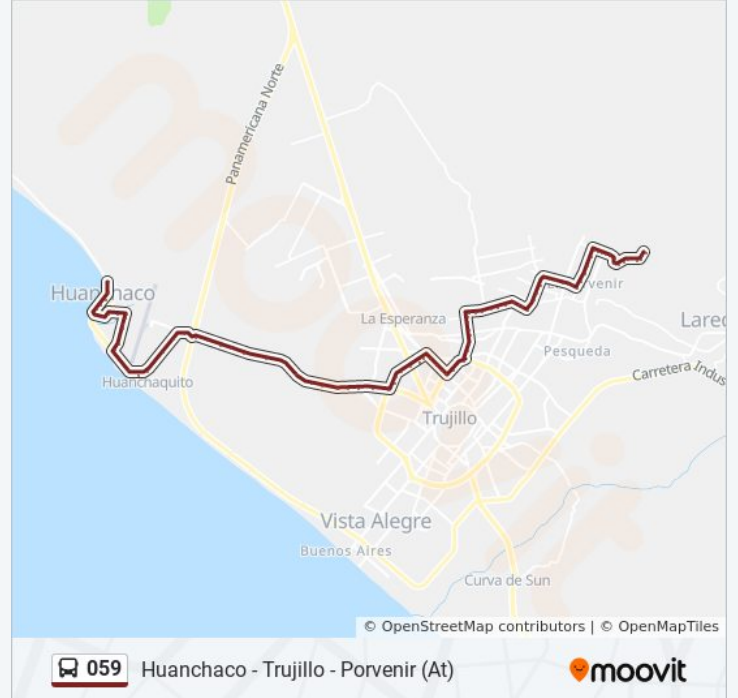 Panamericana Norte
Huanchaco
La Esperanza
Porvenir
Lared
Pesqueda
Huanchaquito
Carretera Indus
Trujillo
Vista Alegre
Buenos Aires
Curva de Sun
© OpenStreetMap contributors | © OpenMapTiles
059 Huanchaco - Trujillo - Porvenir (At)
moovit